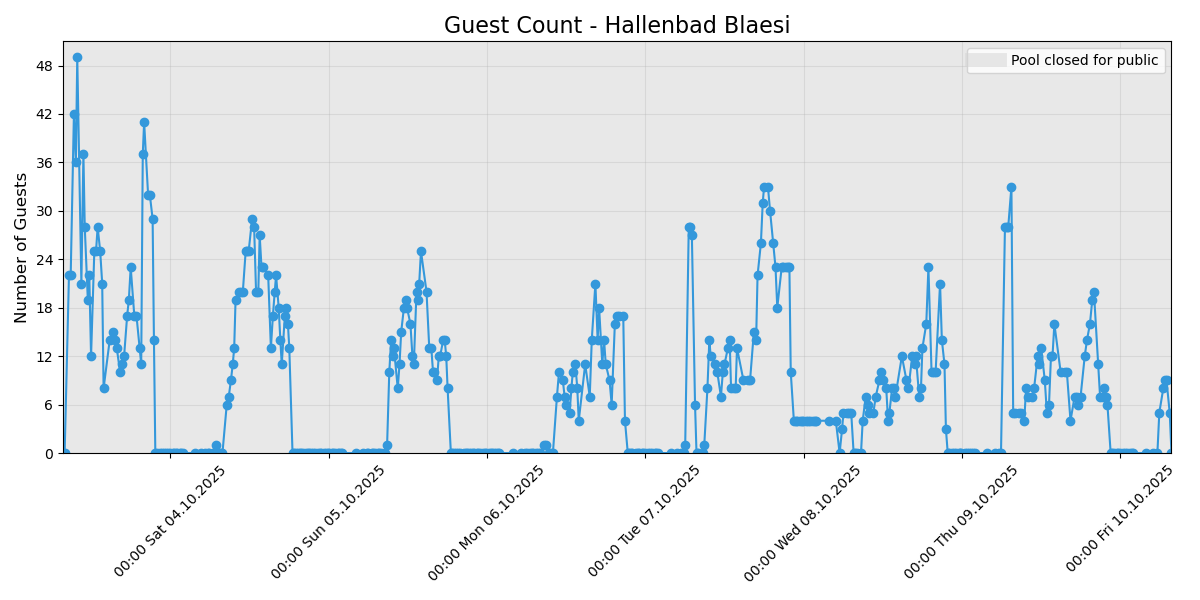 Guest Count - Hallenbad Blaesi
Pool closed for public
Number of Guests
48
42
36
30
24
18
12
6
0
00:00 Sat 04.10.2025
00:00 Sun 05.10.2025
00:00 Mon 06.10.2025
00:00 Tue 07.10.2025
00:00 Wed 08.10.2025
00:00 Thu 09.10.2025
00:00 Fri 10.10.2025